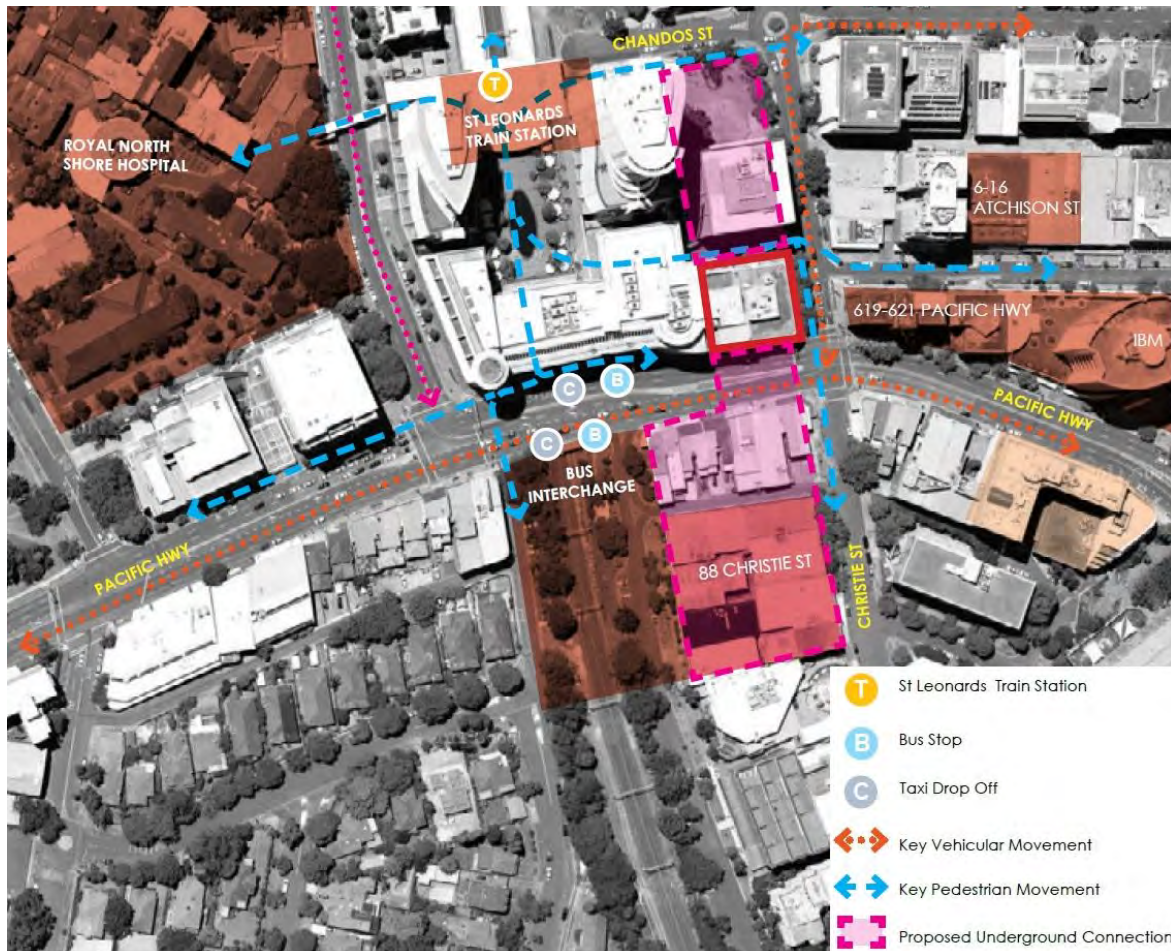 CHANDOS ST
T
ST LEONARDS
TRAIN STATION
ROYAL NORTH
SHORE HOSPITAL
6-16
ATCHISON ST
619-621 PACIFIC HWY
IBM
PACIFIC HWY
C
B
C
B
BUS
INTERCHANGE
PACIFIC HWY
88 CHRISTIE ST
CHRISTIE ST
T St Leonards Train Station
B Bus Stop
C Taxi Drop Off
Key Vehicular Movement
Key Pedestrian Movement
Proposed Underground Connection